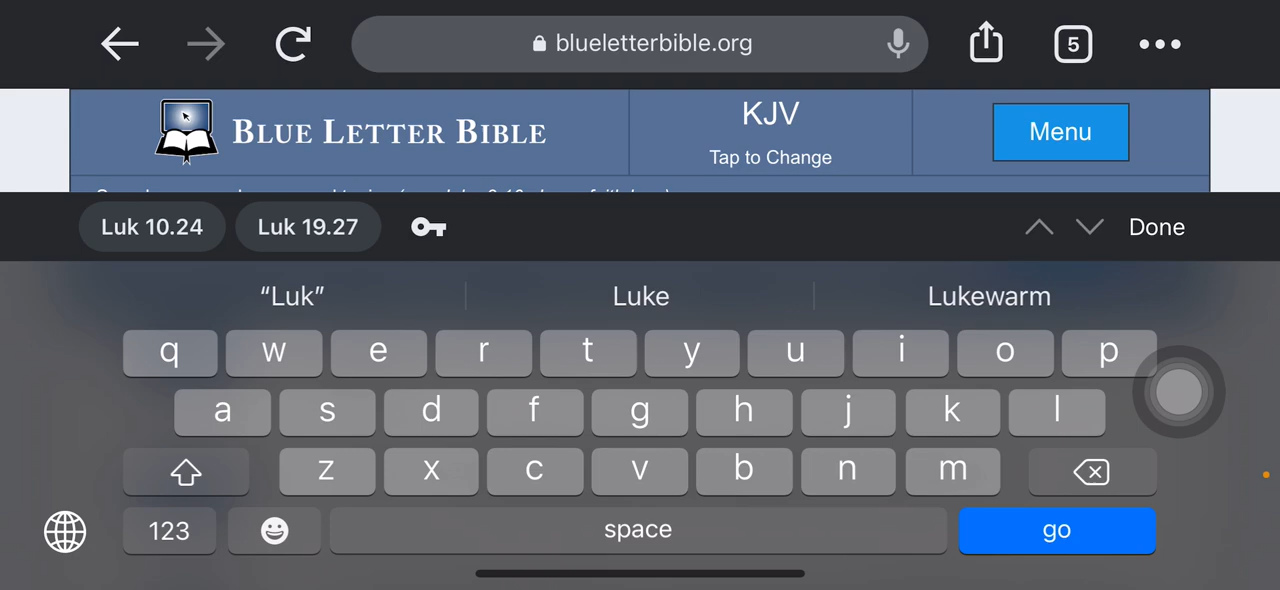 blueletterbible.org
5
BLUE LETTER BIBLE
KJV
Tap to Change
Menu
Luk 10.24
Luk 19.27
Done
“Luk”
Luke
Lukewarm
q w e r t y u i o p
a s d f g h j k l
z x c v b n m
123
space
go